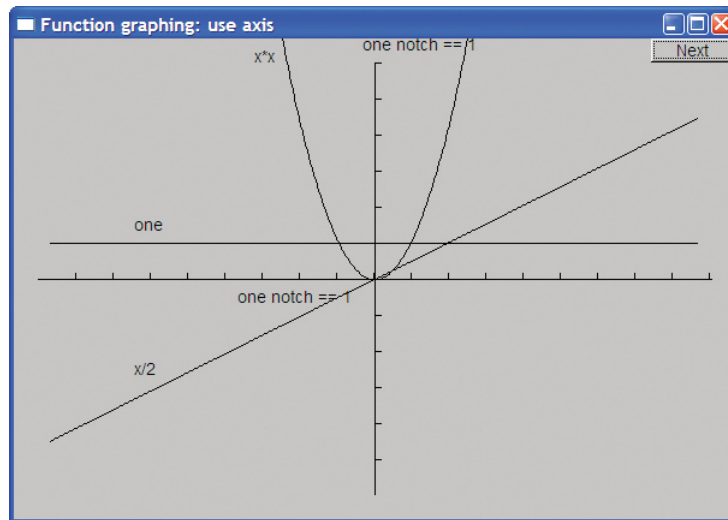 Function graphing: use axis
one notch == 1
Next
x*x
one
one notch == 1
x/2